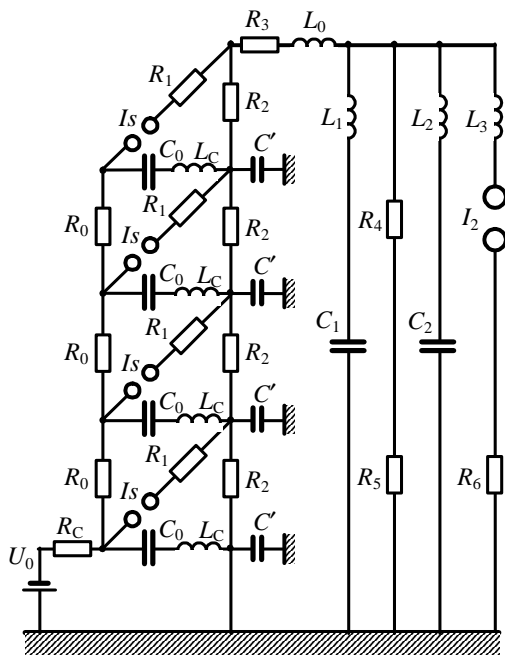 R3 L0
R1 R2
Is C0 LC C′ L1 L2 L3
R1
R0 Is R2 R4 I2
C0 LC C′
R1
R0 Is R2 C1 C2
C0 LC C′
R1
R0 Is R2 R5 R6
RC C0 LC C′
U0